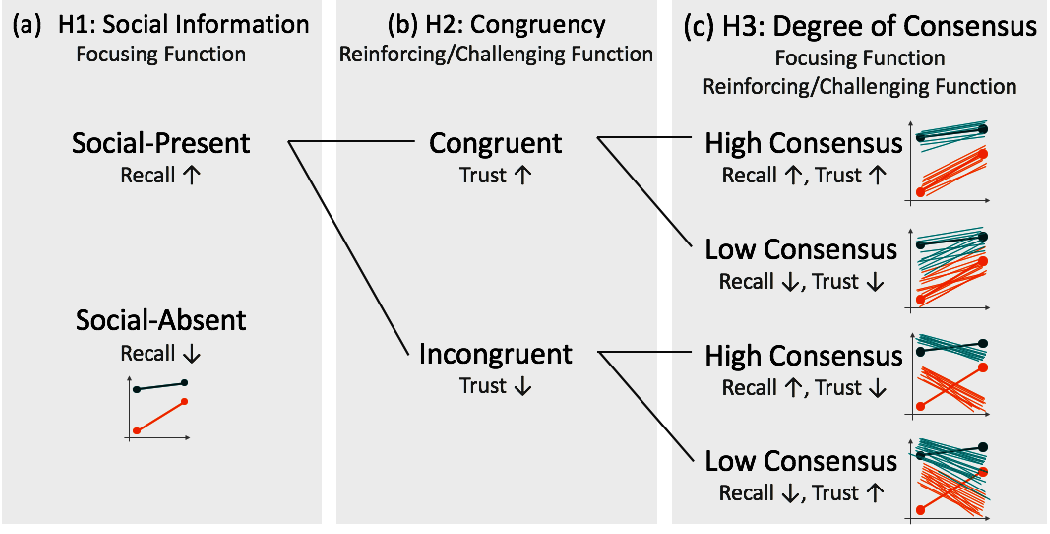 (a) H1: Social Information
Focusing Function
Social-Present
Recall ↑
Social-Absent
Recall ↓
(b) H2: Congruency
Reinforcing/Challenging Function
Congruent
Trust ↑
Incongruent
Trust ↓
(c) H3: Degree of Consensus
Focusing Function
Reinforcing/Challenging Function
High Consensus
Recall ↑, Trust ↑
Low Consensus
Recall ↓, Trust ↓
High Consensus
Recall ↑, Trust ↓
Low Consensus
Recall ↓, Trust ↑